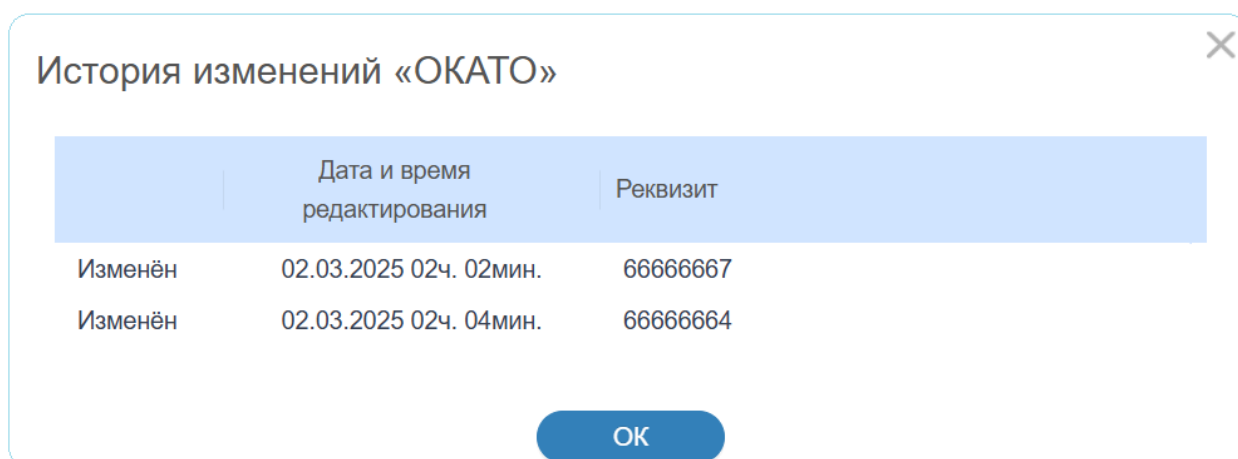 История изменений «ОКАТО»
Дата и время
редактирования
Реквизит
Изменён 02.03.2025 02ч. 02мин. 66666667
Изменён 02.03.2025 02ч. 04мин. 66666664
ОК